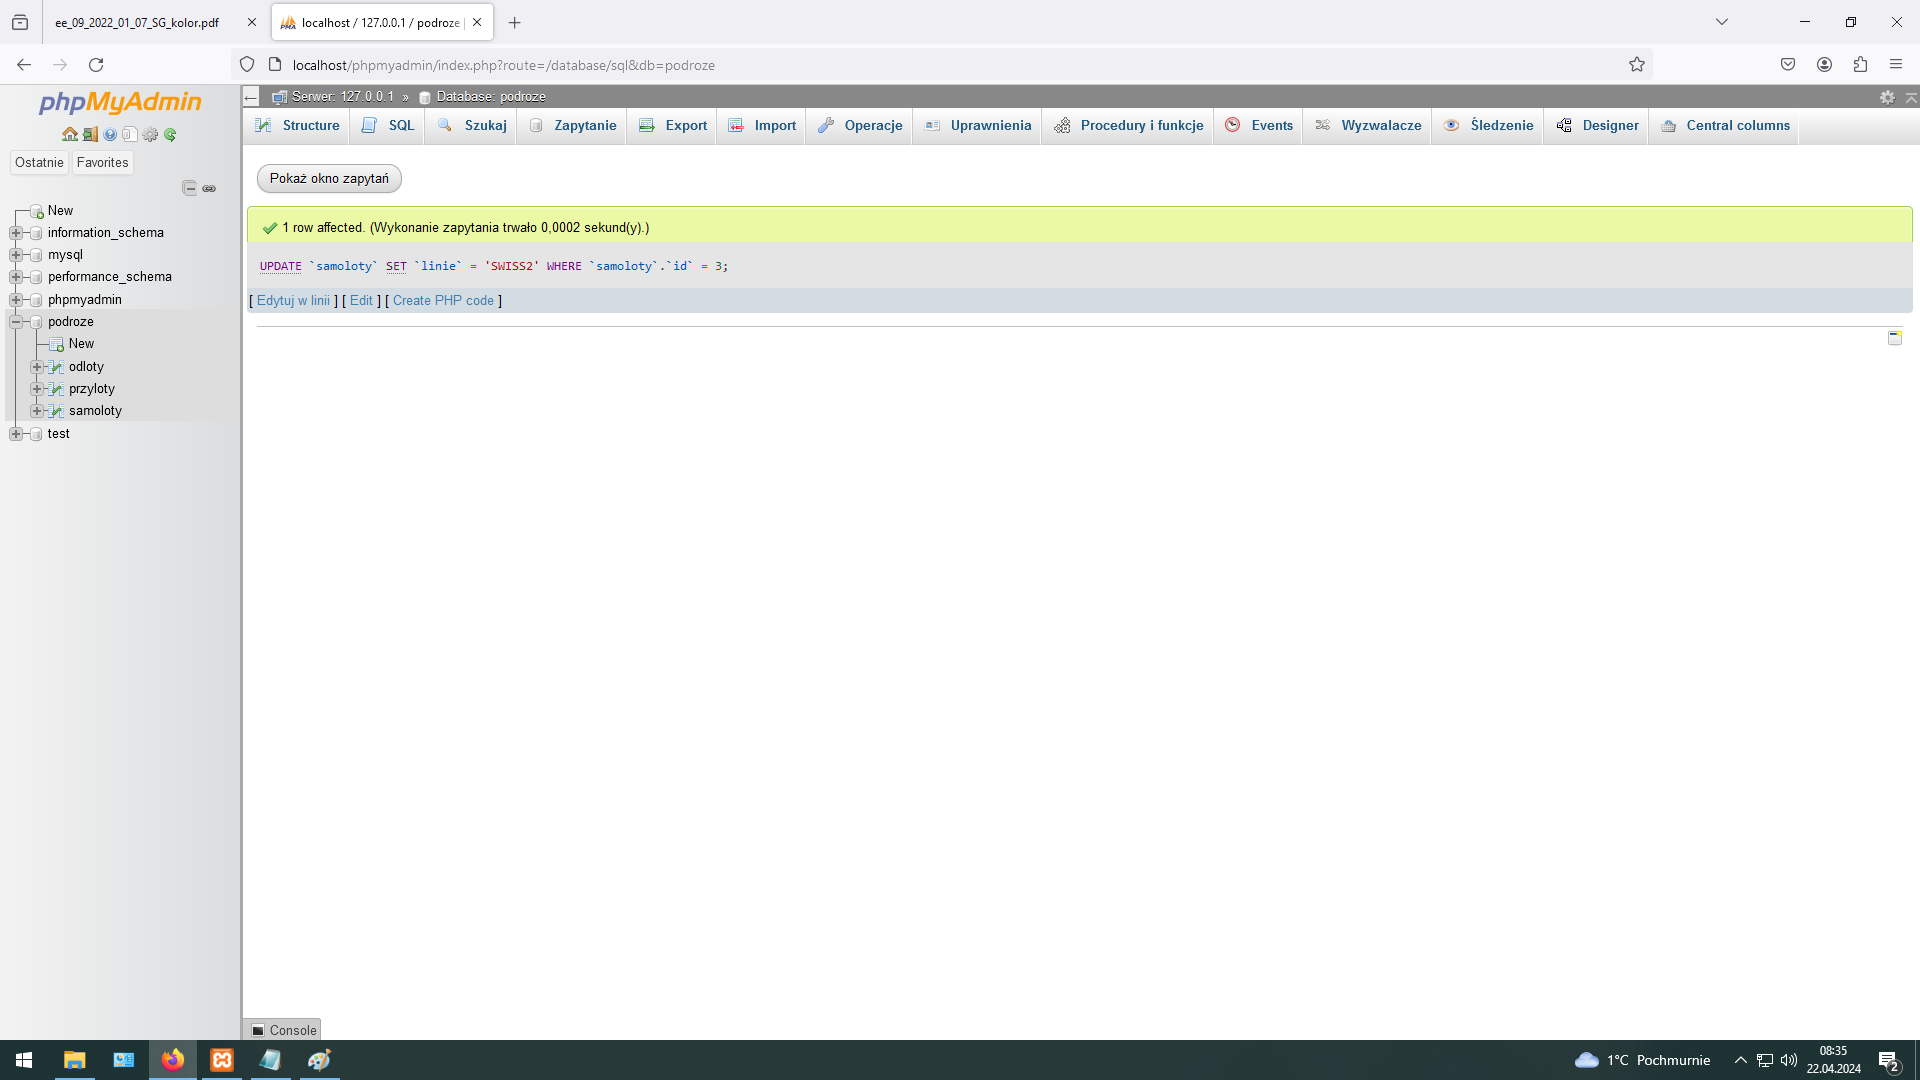 ee_09_2022_01_07_SG_kolor.pdf
localhost / 127.0.0.1 / podroze |
localhost/phpmyadmin/index.php?route=/database/sql&db=podroze
phpMyAdmin
Ostatnie
Favorites
New
information_schema
mysql
performance_schema
phpmyadmin
podroze
New
odloty
przyloty
samoloty
test
Serwer: 127.0.0.1 » Database: podroze
Structure
SQL
Szukaj
Zapytanie
Export
Import
Operacje
Uprawnienia
Procedury i funkcje
Events
Wyzwalacze
Śledzenie
Designer
Central columns
Pokaż okno zapytań
1 row affected. (Wykonanie zapytania trwało 0,0002 sekund(y).)
UPDATE `samoloty` SET `linie` = 'SWISS2' WHERE `samoloty`.`id` = 3;
[ Edytuj w linii ] [ Edit ] [ Create PHP code ]
Console
1°C Pochmurnie
08:35
22.04.2024
2